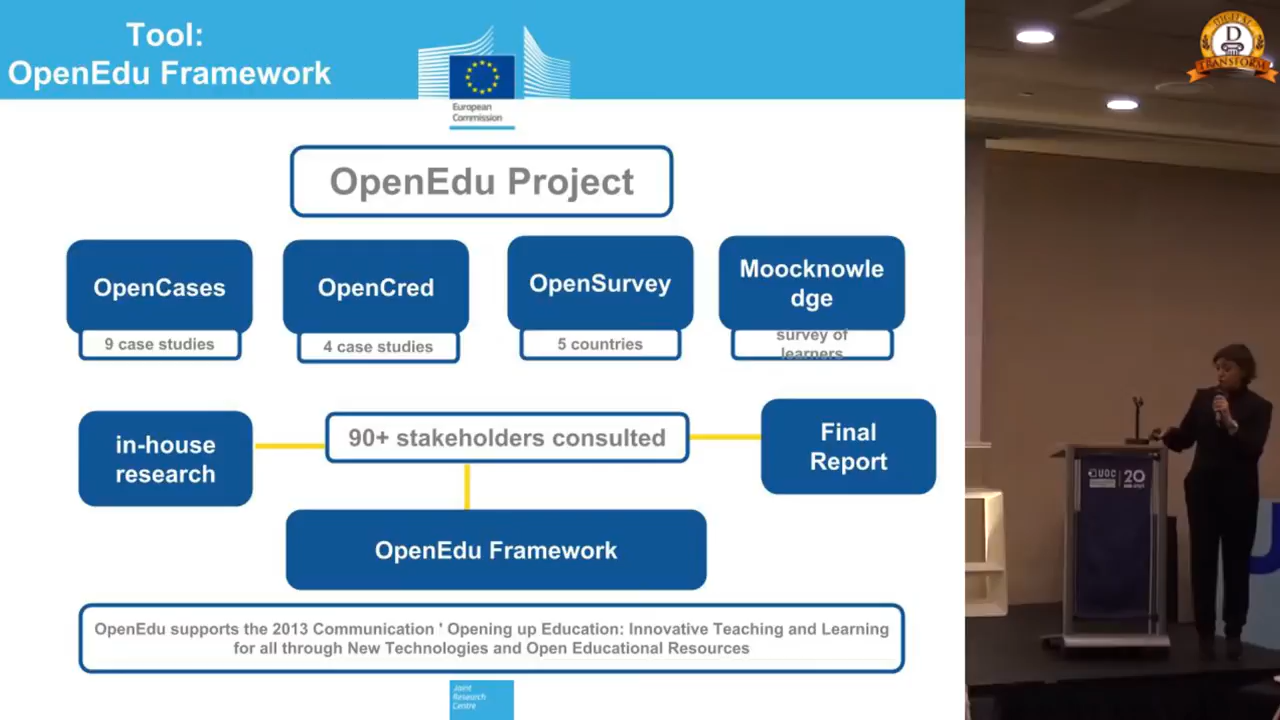 Tool:
OpenEdu Framework
European
Commission
OpenEdu Project
OpenCases
OpenCred
OpenSurvey
Moocknowle
dge
9 case studies
4 case studies
5 countries
survey of
learners
in-house
research
90+ stakeholders consulted
Final
Report
OpenEdu Framework
OpenEdu supports the 2013 Communication ' Opening up Education: Innovative Teaching and Learning
for all through New Technologies and Open Educational Resources
Joint
Research
Centre
DIGITAL
D
TRANSFORM
UOC
20